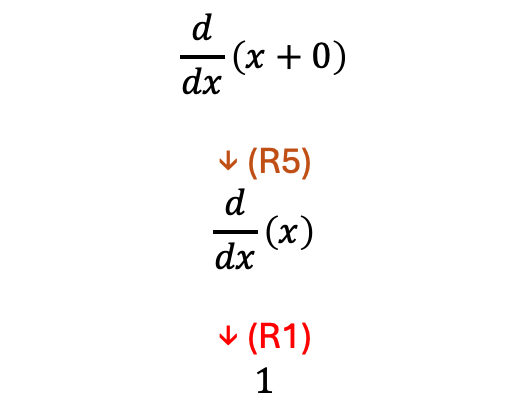 d/dx (x + 0)
↓ (R5)
d/dx (x)
↓ (R1)
1